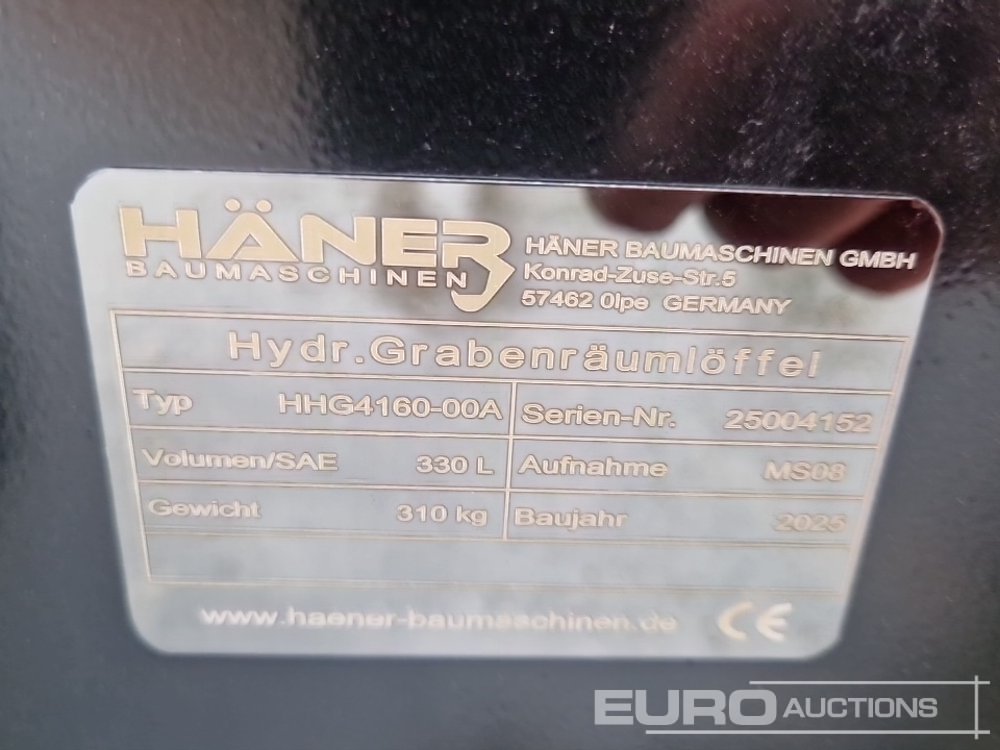 HÄNER
BAUMASCHINEN
HÄNER BAUMASCHINEN GMBH
Konrad-Zuse-Str.5
57462 Olpe GERMANY
Hydr.Grabenräumlöffel
Typ HHG4160-00A Serien-Nr. 25004152
Volumen/SAE 330 L Aufnahme MS08
Gewicht 310 kg Baujahr 2025
www.haener-baumaschinen.de CE
EURO AUCTIONS